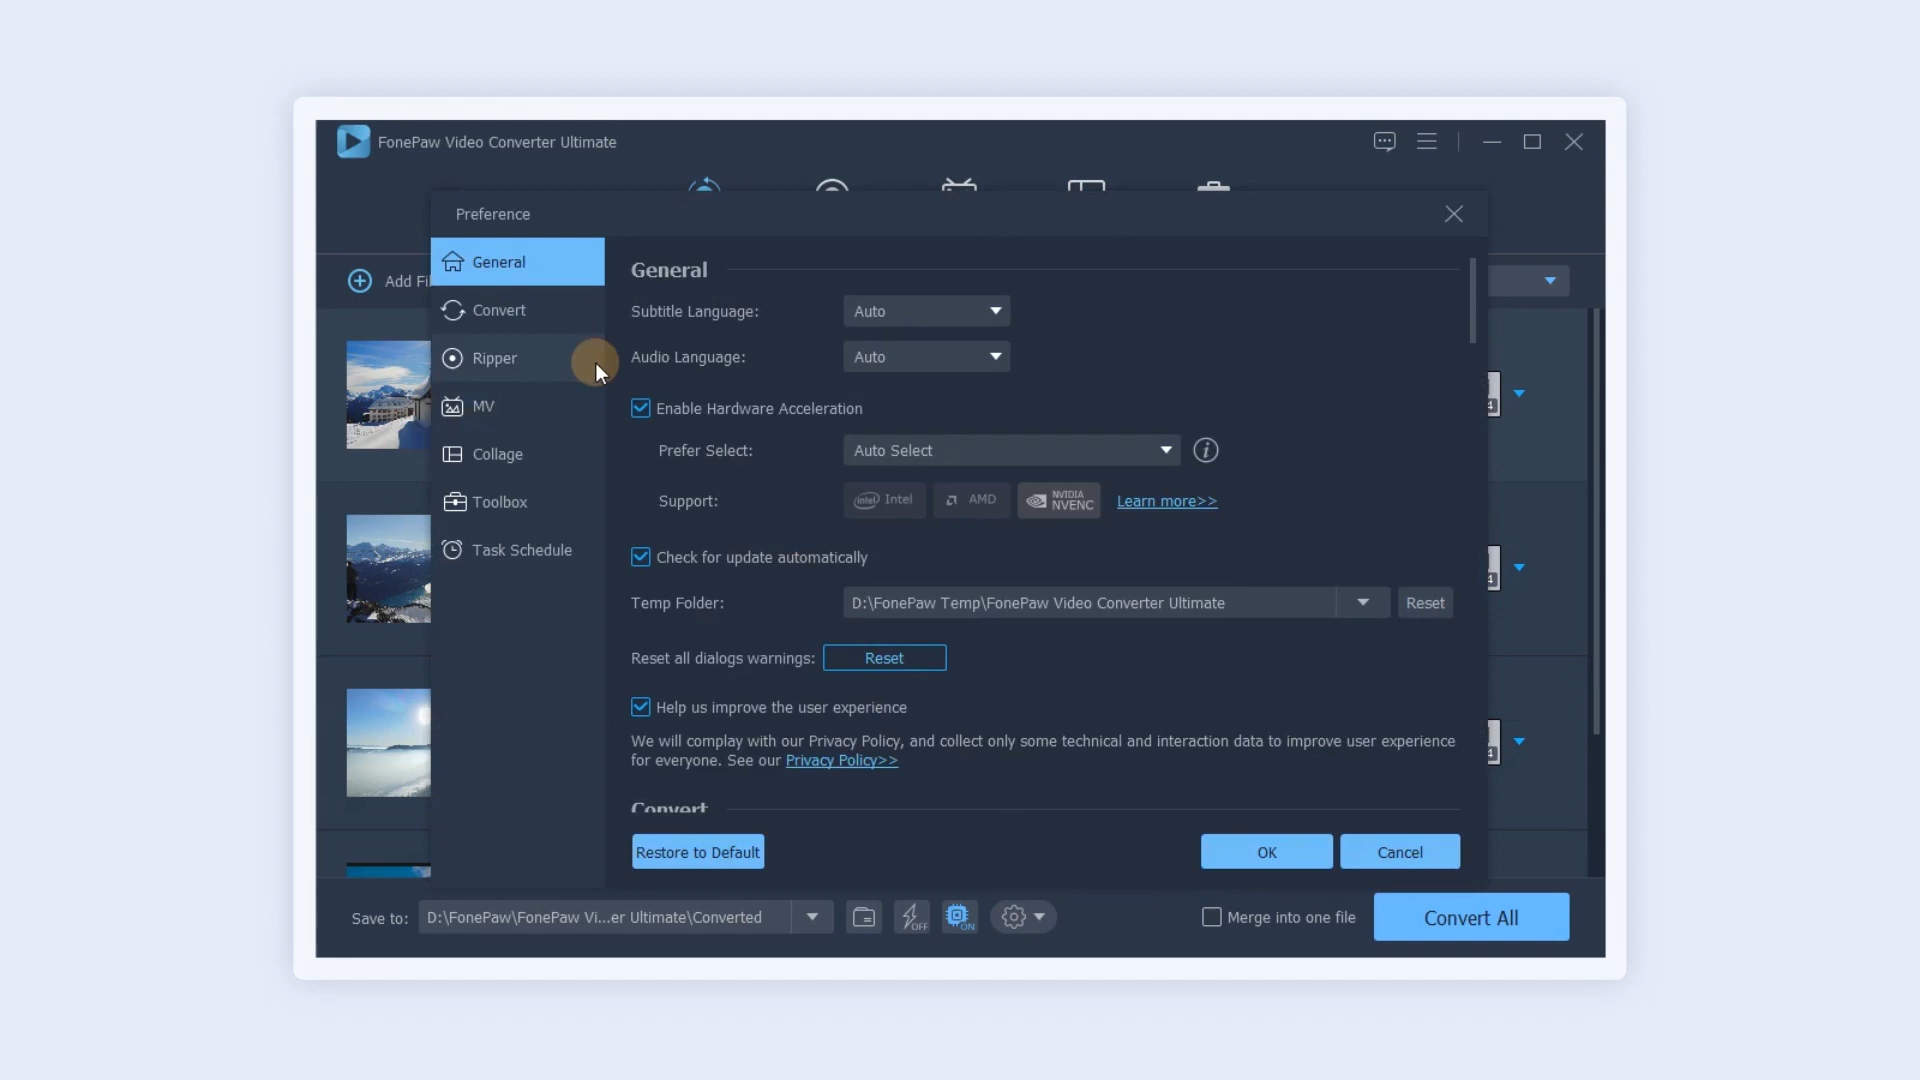 FonePaw Video Converter Ultimate
Preference
General
Convert
Ripper
MV
Collage
Toolbox
Task Schedule
Add
General
Subtitle Language: Auto
Audio Language: Auto
Enable Hardware Acceleration
Prefer Select: Auto Select
Support: intel Intel AMD NVIDIA NVENC Learn more>>
Check for update automatically
Temp Folder: D:\FonePaw Temp\FonePaw Video Converter Ultimate Reset
Reset all dialogs warnings: Reset
Help us improve the user experience
We will comply with our Privacy Policy, and collect only some technical and interaction data to improve user experience
for everyone. See our Privacy Policy>>
Convert
Restore to Default OK Cancel
Save to: D:\FonePaw\FonePaw Vi...er Ultimate\Converted OFF ON Merge into one file Convert All